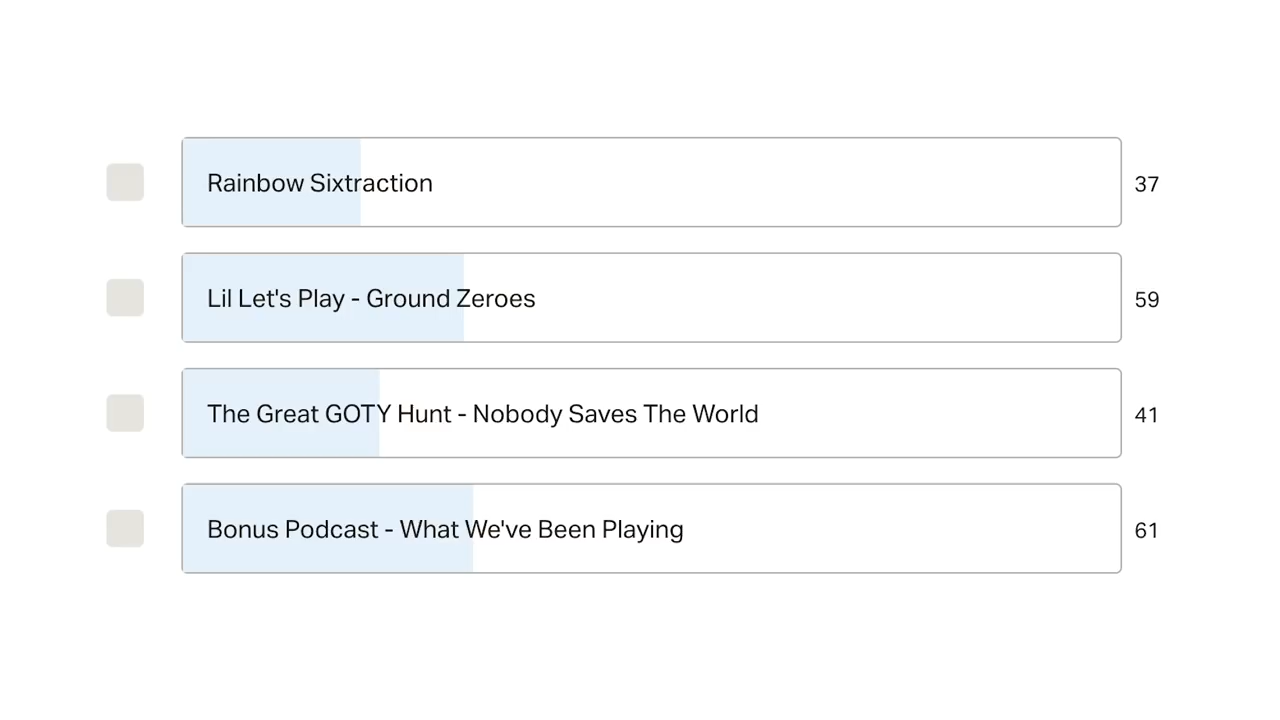 Rainbow Sixtraction 37
Lil Let's Play - Ground Zeroes 59
The Great GOTY Hunt - Nobody Saves The World 41
Bonus Podcast - What We've Been Playing 61